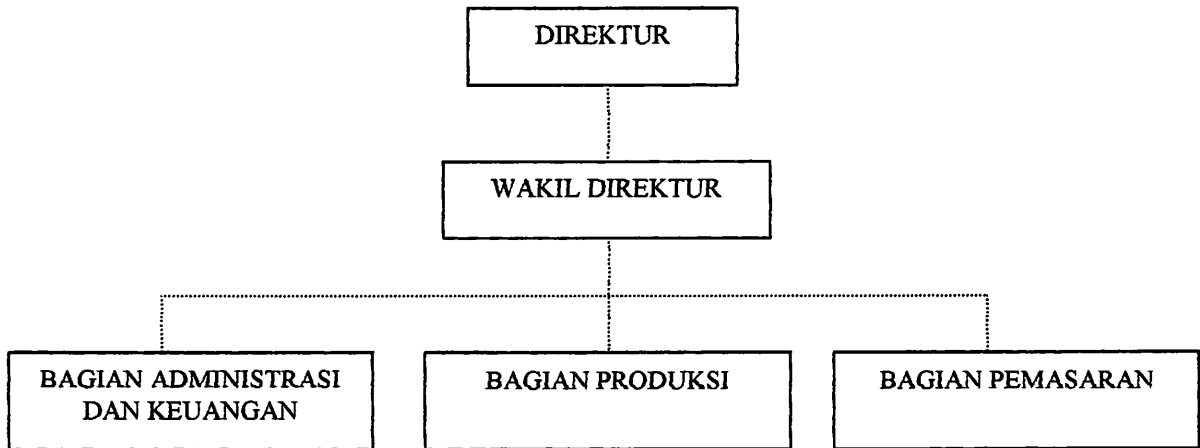 DIREKTUR
WAKIL DIREKTUR
BAGIAN ADMINISTRASI
DAN KEUANGAN
BAGIAN PRODUKSI
BAGIAN PEMASARAN